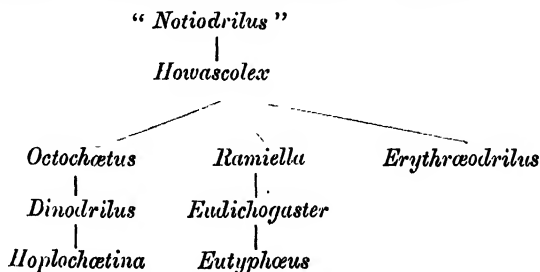 “ Notiodrilus ”
Howascolex
Octochætus Ramiella Erythræodrilus
Dinodrilus Eudichogaster
Hoplochætina Eutyphœus